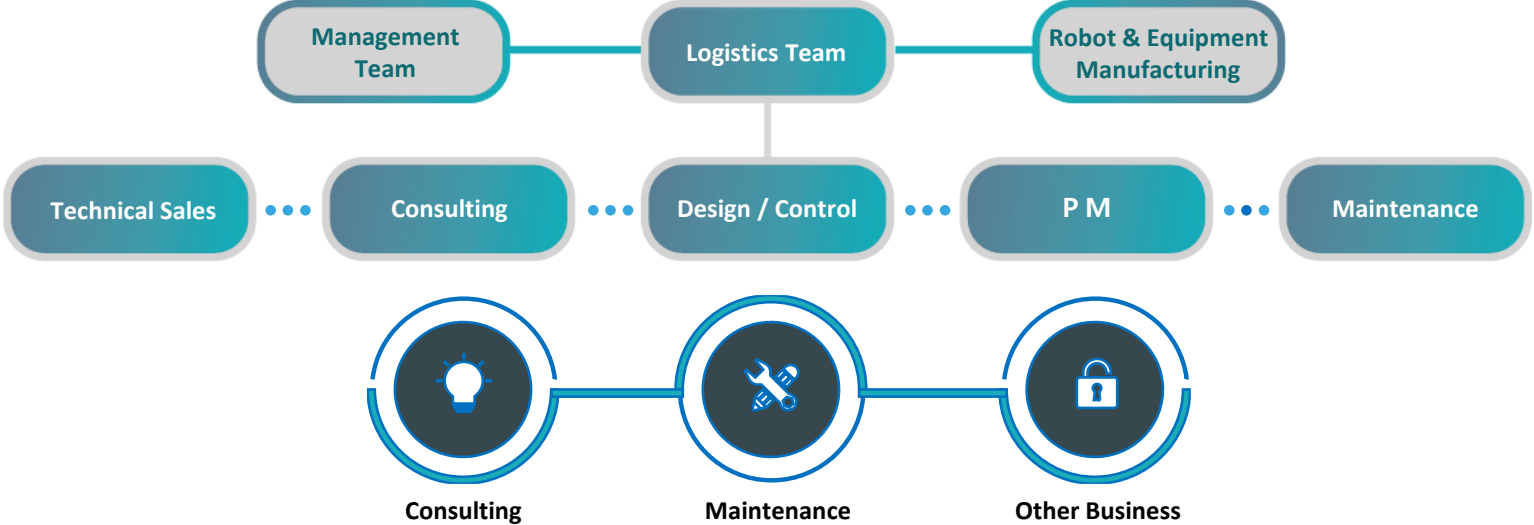 Management
Team
Logistics Team
Robot & Equipment
Manufacturing
Technical Sales
Consulting
Design / Control
P M
Maintenance
Consulting
Maintenance
Other Business